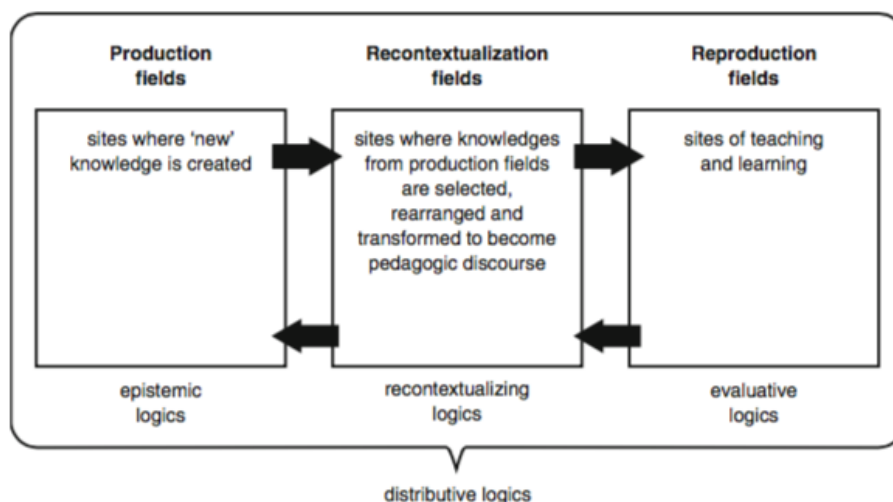 Production
fields
Recontextualization
fields
Reproduction
fields
sites where ‘new’
knowledge is created
sites where knowledges
from production fields
are selected,
rearranged and
transformed to become
pedagogic discourse
sites of teaching
and learning
epistemic
logics
recontextualizing
logics
evaluative
logics
distributive logics